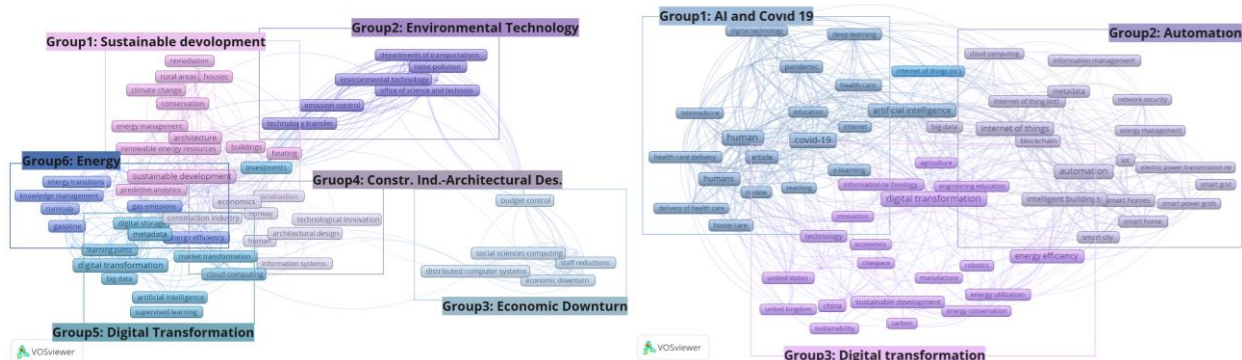 Group1: Sustainable devolopment
Group2: Environmental Technology
remediation
rural areas
houses
climate change
conservation
energy management
architecture
renewable energy resources
buildings
heating
departments of transportations.
noise pollution
environmental technology
office of science and technolo
emission control
technology transfer
Group6: Energy
energy transitions
knowledge management
curricula
gasoline
gas emissions
energy efficiency
sustainable development
predictive analytics
investments
Gruop4: Constr. Ind.-Architectural Des.
economics
construction
construction industry
norway
technological innovation
architectural design
human
information systems
digital storage
metadata
learning paths
market transformation
digital transformation
cloud computing
big data
artificial intelligence
supervised learning
Group5: Digital Transformation
budget control
social sciences computing
staff reductions
distributed computer systems
economic downturn
Group3: Economic Downturn
VOSviewer
Group1: AI and Covid 19
digital technology
deep learning
pandemic
internet of things (iot)
health care
artificial intelligence
telemedicine
education
human
covid-19
internet
health care delivery
article
e-learning
humans
review
teaching
delivery of health care
home care
Group2: Automation
cloud computing
information management
metadata
internet of thing (iot)
network security
big data
internet of things
blockchain
energy management
iot
electric power transmission ne
automation
smart grid
intelligent buildings
smart homes
smart power grids
smart home
smart city
agriculture
information technology
engineering education
digital transformation
innovation
technology
economics
energy efficiency
citespace
robotics
united states
manufacture
energy utilization
united kingdom
china
sustainable development
energy conservation
sustainability
carbon
Group3: Digital transformation
VOSviewer